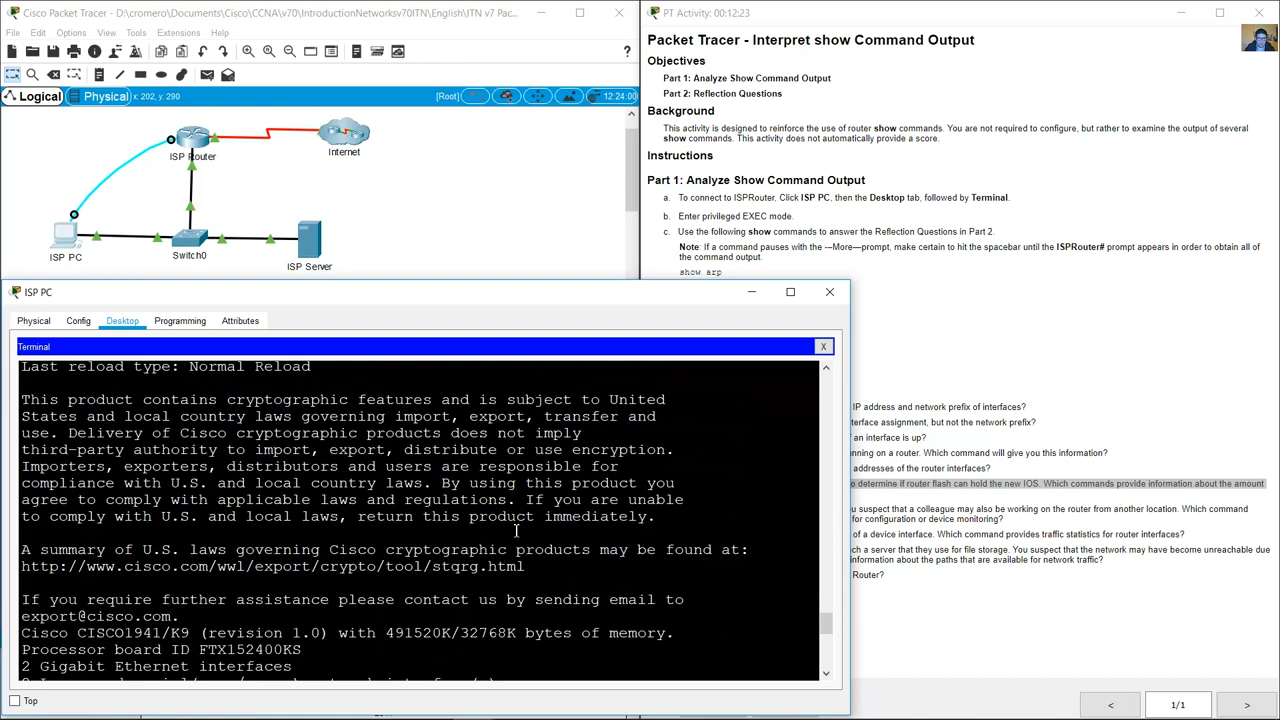 Cisco Packet Tracer - D:\cromero\Documents\Cisco\CCNA\v70\IntroductionNetworksv70ITN\English\ITN v7 Pac...
File Edit Options View Tools Extensions Help
?
Logical Physical x: 202, y: 290 [Root] 12:24:00
ISP Router
Internet
ISP PC
Switch0
ISP Server
PT Activity: 00:12:23
Packet Tracer - Interpret show Command Output
Objectives
Part 1: Analyze Show Command Output
Part 2: Reflection Questions
Background
This activity is designed to reinforce the use of router show commands. You are not required to configure, but rather to examine the output of several
show commands. This activity does not automatically provide a score.
Instructions
Part 1: Analyze Show Command Output
a. To connect to ISPRouter, Click ISP PC, then the Desktop tab, followed by Terminal.
b. Enter privileged EXEC mode.
c. Use the following show commands to answer the Reflection Questions in Part 2.
Note: If a command pauses with the ---More---prompt, make certain to hit the spacebar until the ISPRouter# prompt appears in order to obtain all of
the command output.
show arp
IP address and network prefix of interfaces?
erface assignment, but not the network prefix?
f an interface is up?
nning on a router. Which command will give you this information?
addresses of the router interfaces?
o determine if router flash can hold the new IOS. Which commands provide information about the amount
ou suspect that a colleague may also be working on the router from another location. Which command
for configuration or device monitoring?
of a device interface. Which command provides traffic statistics for router interfaces?
ch a server that they use for file storage. You suspect that the network may have become unreachable due
nformation about the paths that are available for network traffic?
Router?
< 1/1 >
ISP PC
Physical Config Desktop Programming Attributes
Terminal X
Last reload type: Normal Reload
This product contains cryptographic features and is subject to United
States and local country laws governing import, export, transfer and
use. Delivery of Cisco cryptographic products does not imply
third-party authority to import, export, distribute or use encryption.
Importers, exporters, distributors and users are responsible for
compliance with U.S. and local country laws. By using this product you
agree to comply with applicable laws and regulations. If you are unable
to comply with U.S. and local laws, return this product immediately.
A summary of U.S. laws governing Cisco cryptographic products may be found at:
http://www.cisco.com/wwl/export/crypto/tool/stqrg.html
If you require further assistance please contact us by sending email to
export@cisco.com.
Cisco CISCO1941/K9 (revision 1.0) with 491520K/32768K bytes of memory.
Processor board ID FTX152400KS
2 Gigabit Ethernet interfaces
Top